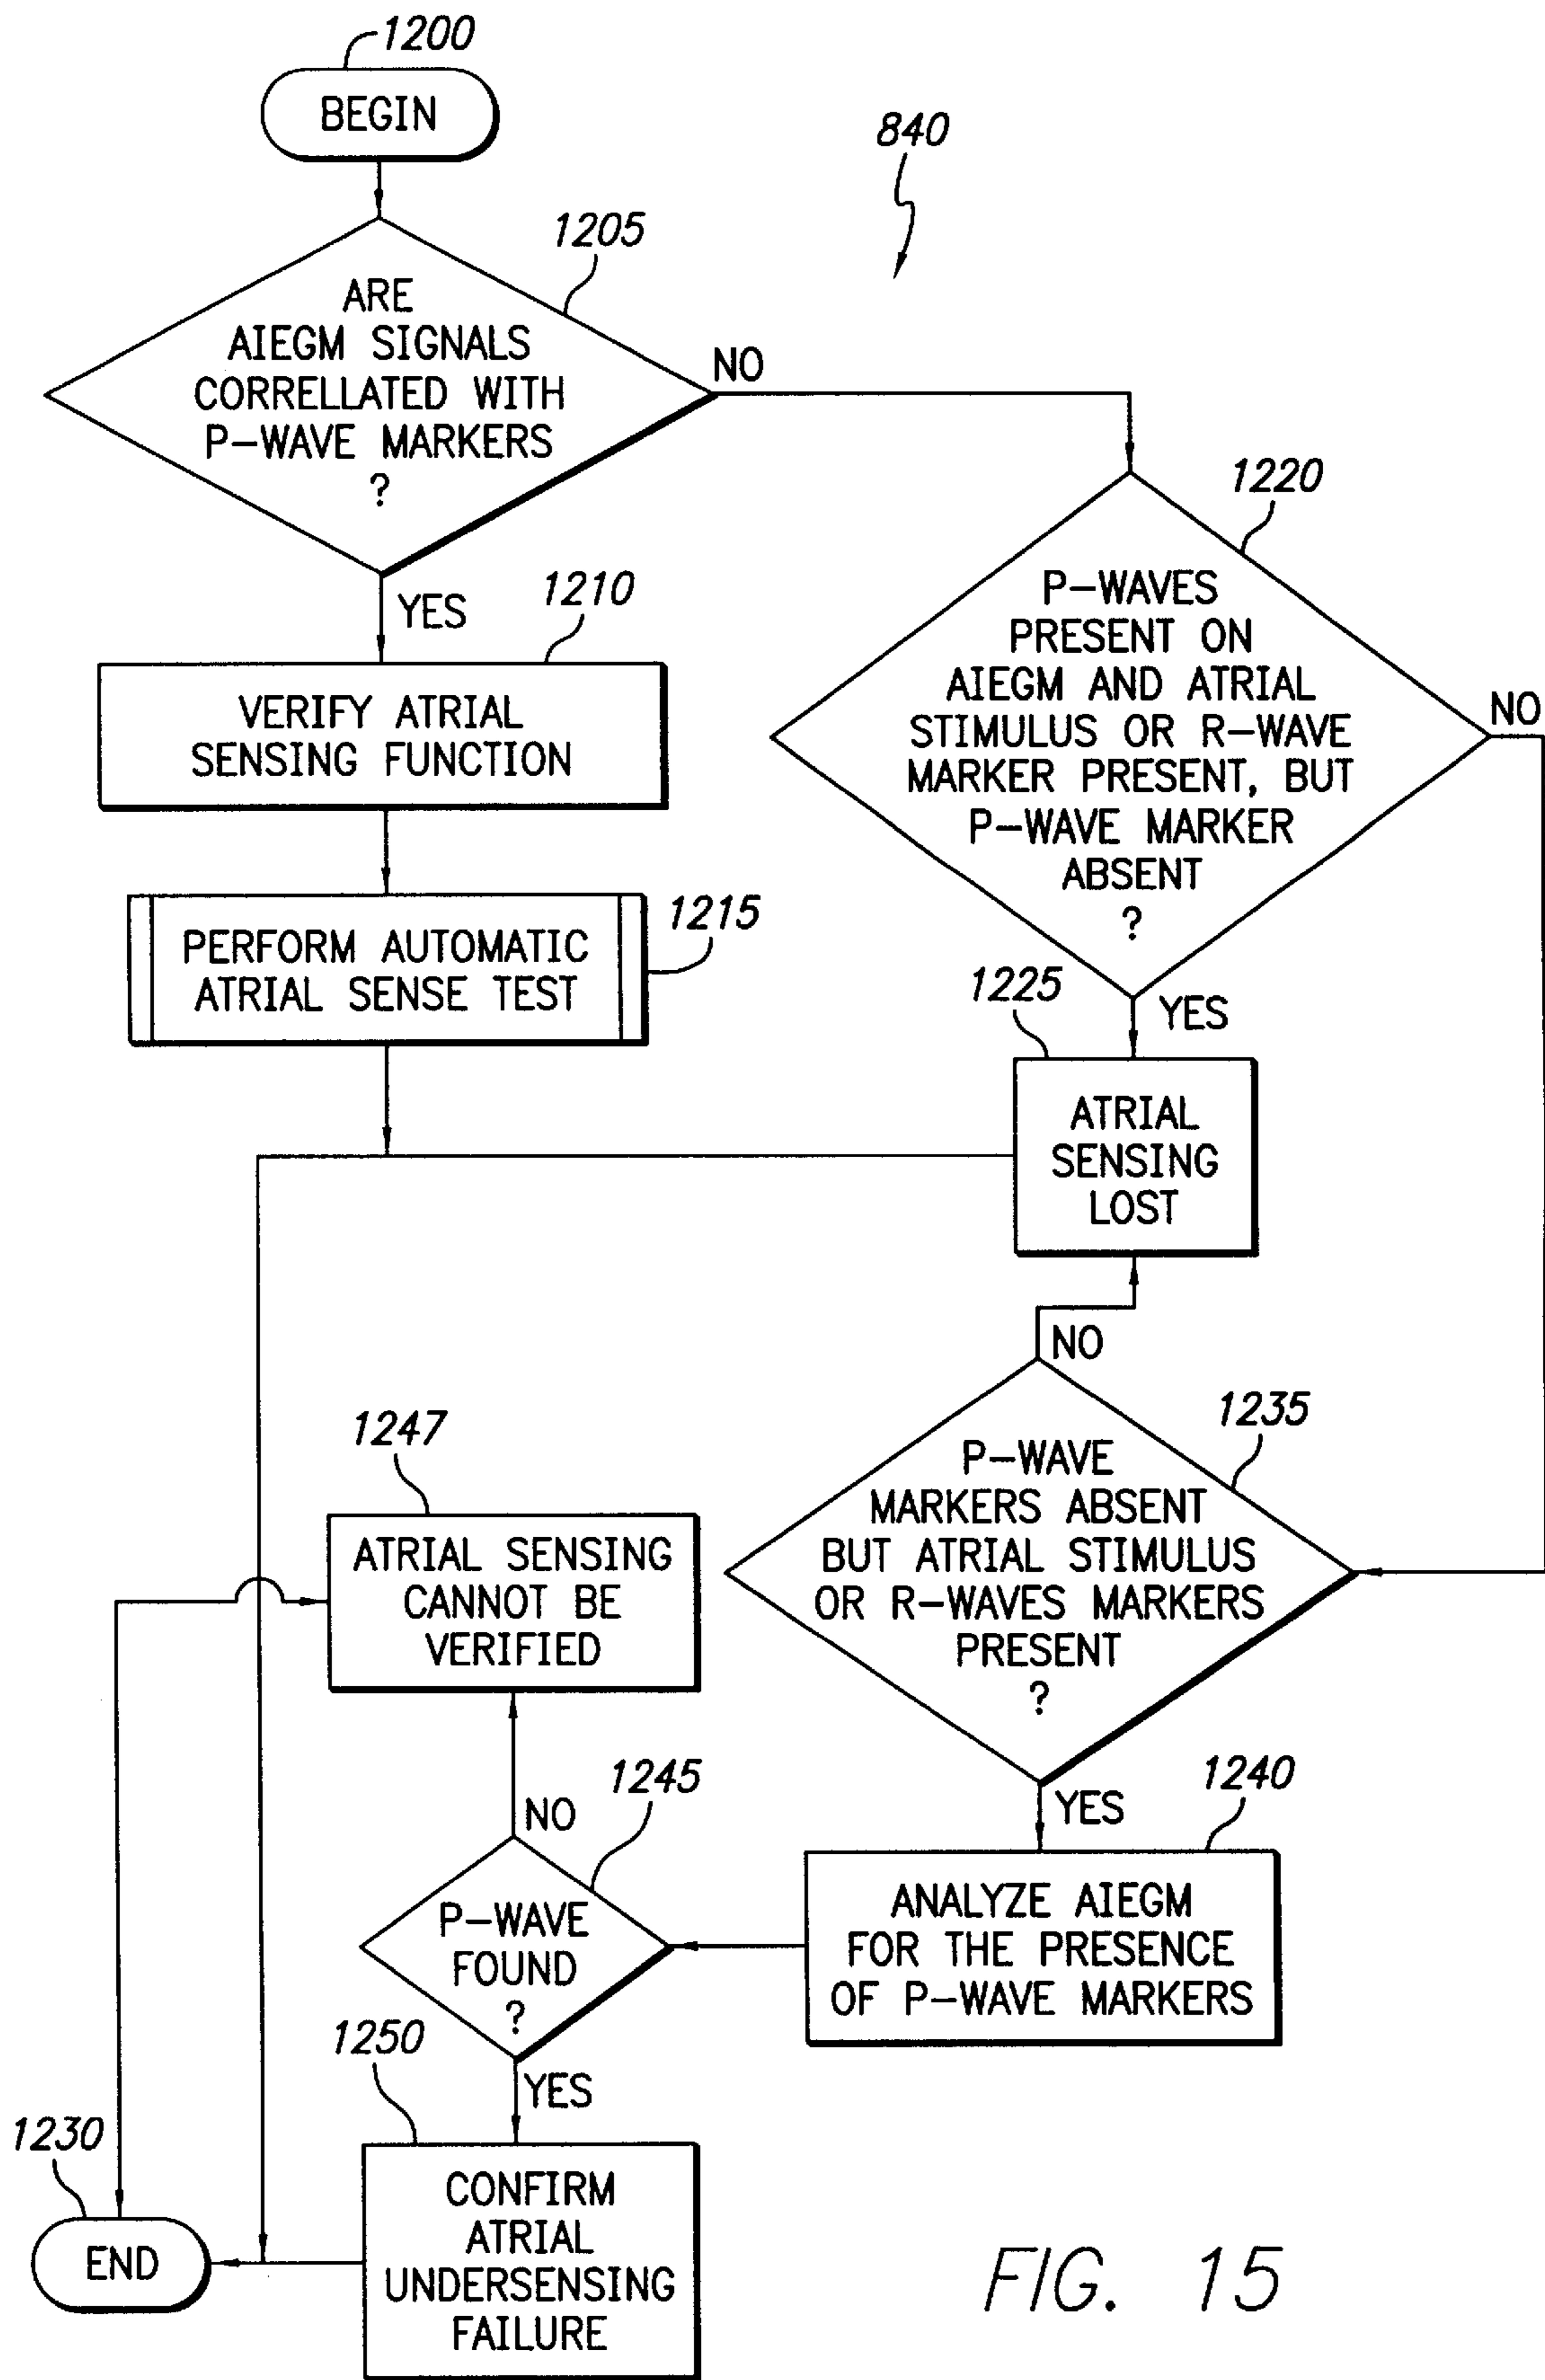 1200
BEGIN
840
1205
ARE
AIEGM SIGNALS
CORRELLATED WITH
P-WAVE MARKERS
?
NO
YES
1210
VERIFY ATRIAL
SENSING FUNCTION
1215
PERFORM AUTOMATIC
ATRIAL SENSE TEST
1220
P-WAVES
PRESENT ON
AIEGM AND ATRIAL
STIMULUS OR R-WAVE
MARKER PRESENT, BUT
P-WAVE MARKER
ABSENT
?
NO
YES
1225
ATRIAL
SENSING
LOST
NO
1235
P-WAVE
MARKERS ABSENT
BUT ATRIAL STIMULUS
OR R-WAVES MARKERS
PRESENT
?
YES
1240
ANALYZE AIEGM
FOR THE PRESENCE
OF P-WAVE MARKERS
1247
ATRIAL SENSING
CANNOT BE
VERIFIED
NO
1245
P-WAVE
FOUND
?
YES
1250
CONFIRM
ATRIAL
UNDERSENSING
FAILURE
1230
END
FIG. 15